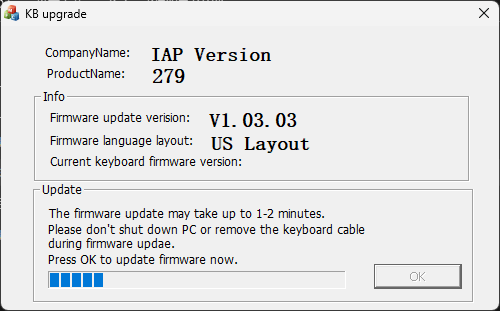 KB upgrade
CompanyName: IAP Version
ProductName: 279
Info
Firmware update verision: V1.03.03
Firmware language layout: US Layout
Current keyboard firmware version:
Update
The firmware update may take up to 1-2 minutes.
Please don't shut down PC or remove the keyboard cable
during firmware updae.
Press OK to update firmware now.
OK